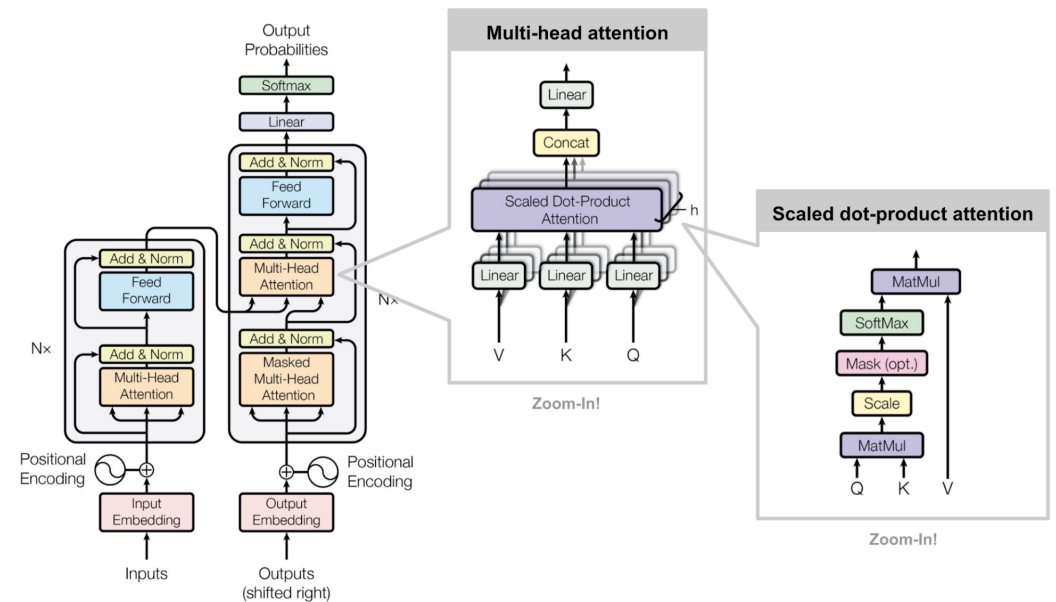 Output
Probabilities
Softmax
Linear
Add & Norm
Feed
Forward
Add & Norm
Multi-Head
Attention
Nx
Add & Norm
Masked
Multi-Head
Attention
Add & Norm
Feed
Forward
Nx
Add & Norm
Multi-Head
Attention
Positional
Encoding
Positional
Encoding
Input
Embedding
Output
Embedding
Inputs
Outputs
(shifted right)
Multi-head attention
Linear
Concat
Scaled Dot-Product
Attention
h
Linear
Linear
Linear
V
K
Q
Zoom-In!
Scaled dot-product attention
MatMul
SoftMax
Mask (opt.)
Scale
MatMul
Q
K
V
Zoom-In!